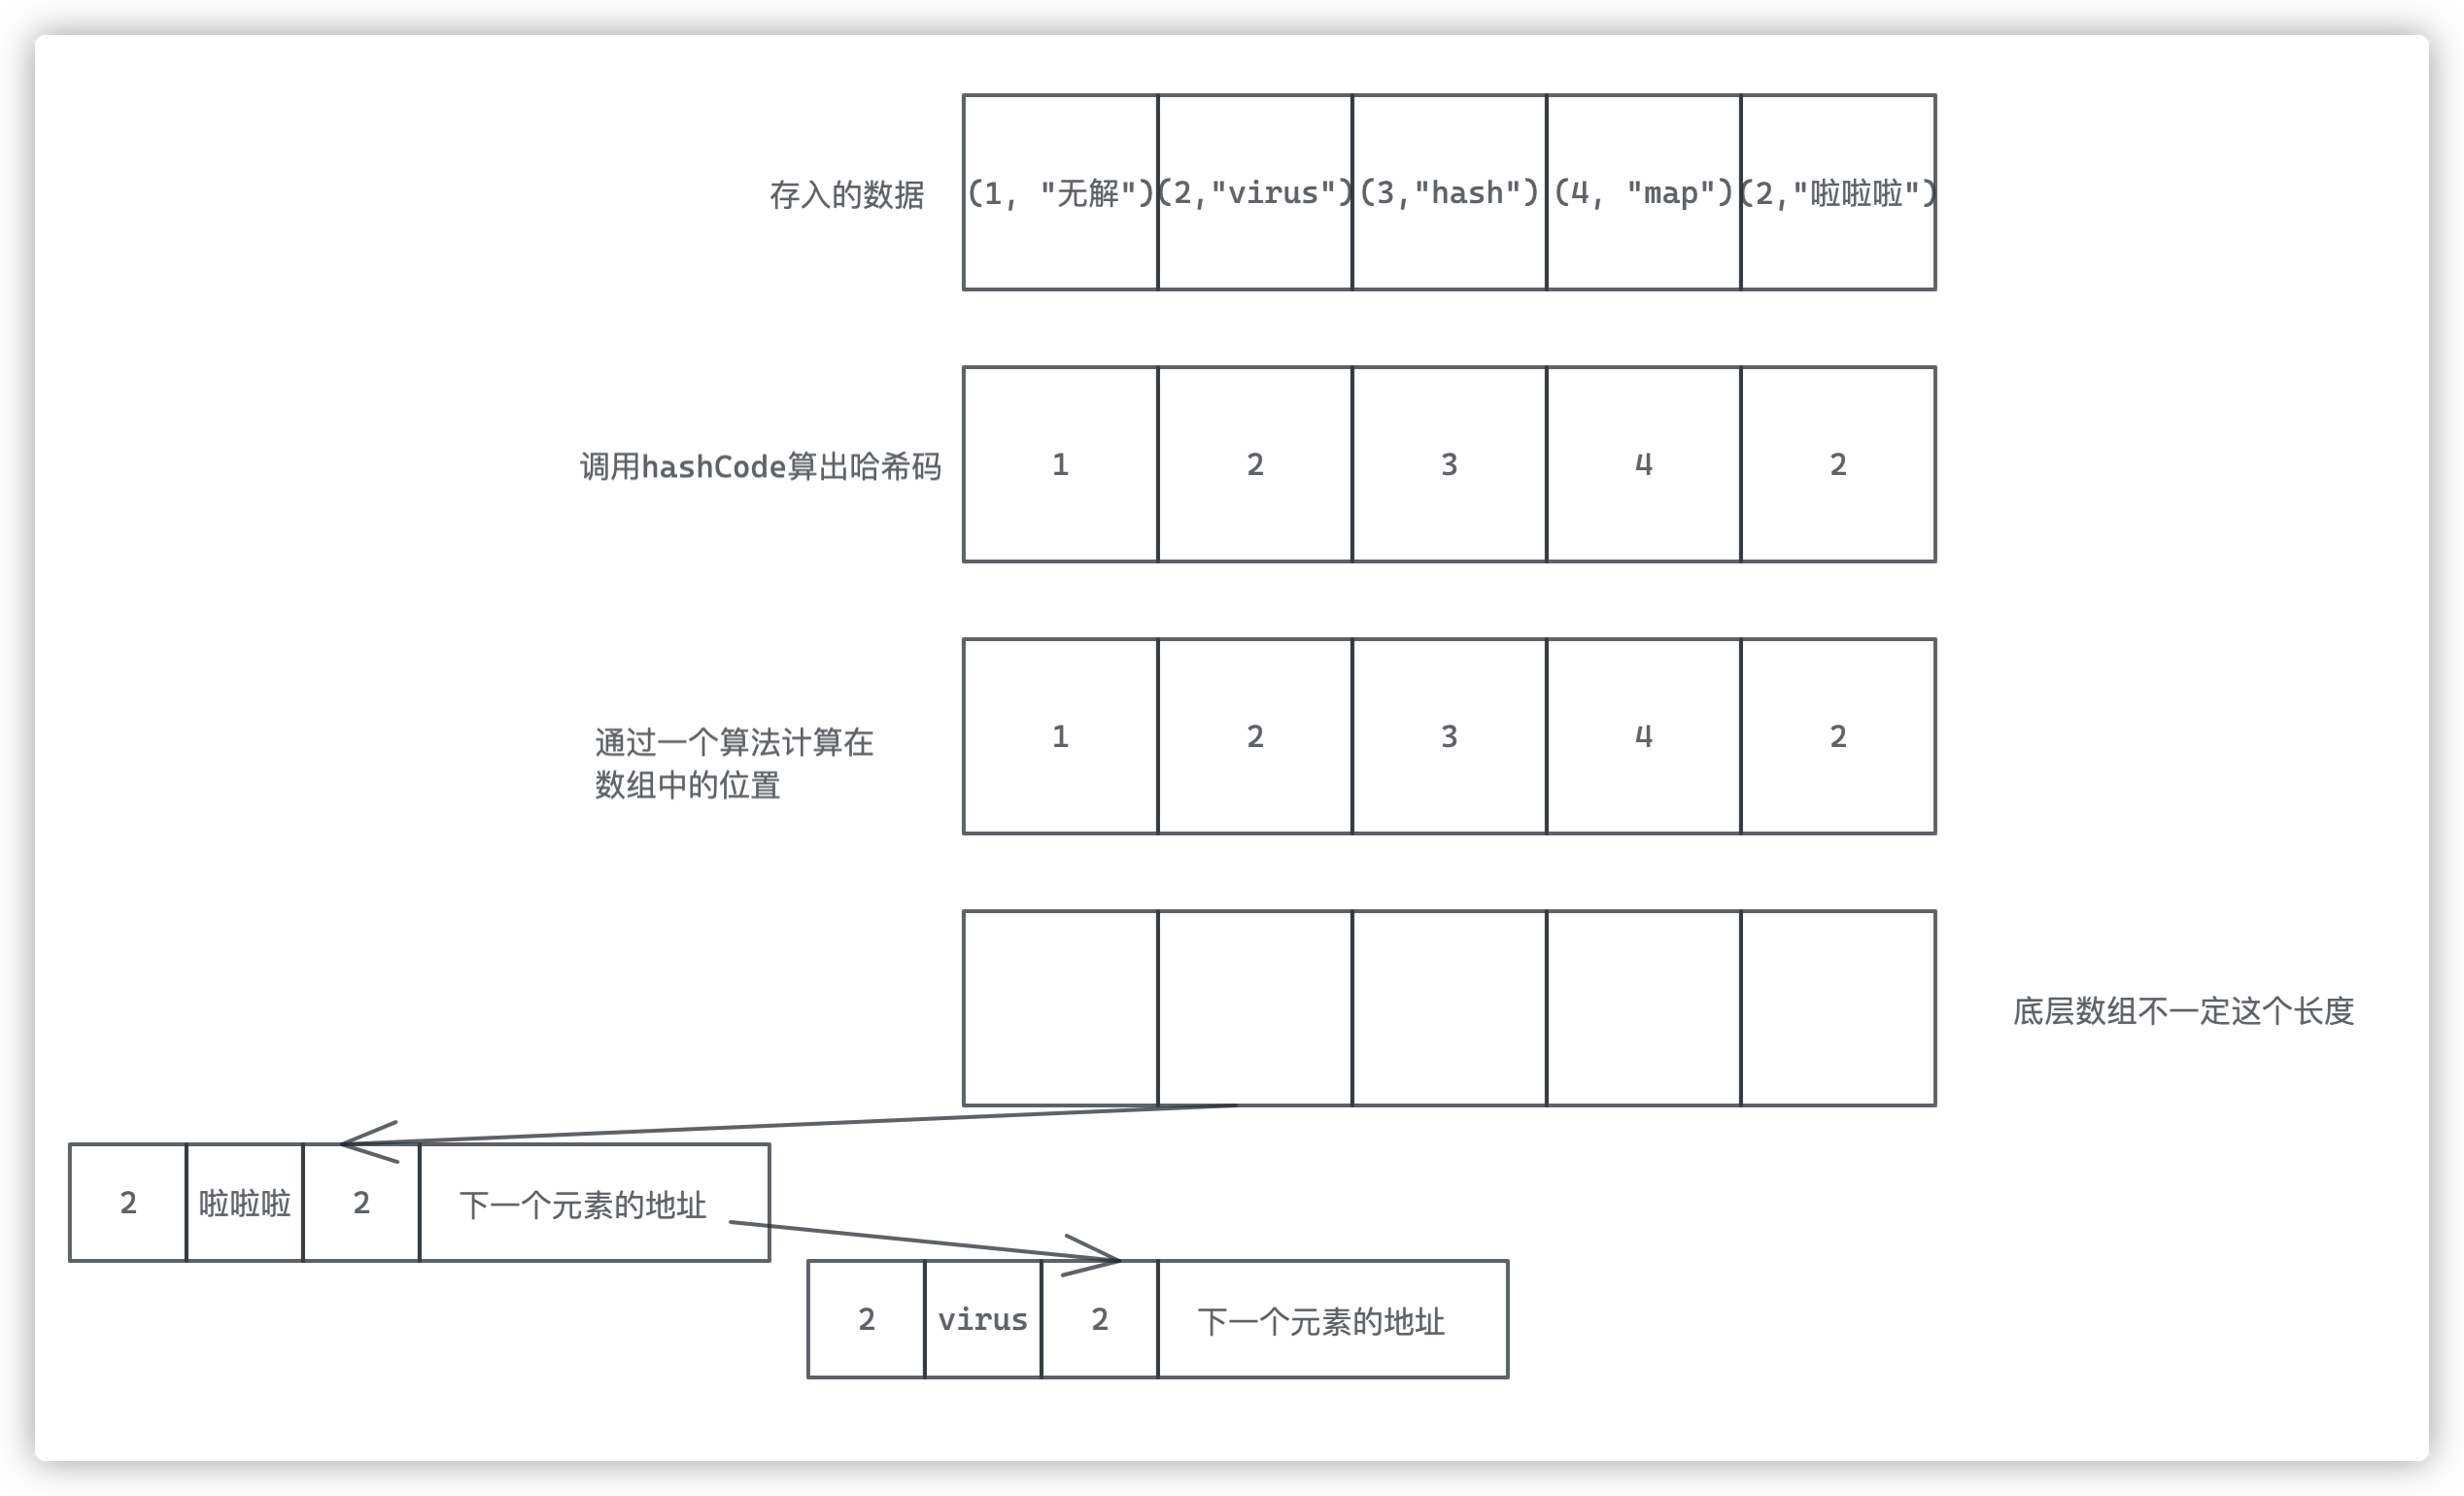 存入的数据
(1, "无解") (2,"virus") (3,"hash") (4, "map") (2,"啦啦啦")
调用hashCode算出哈希码
1 2 3 4 2
通过一个算法计算在
数组中的位置
1 2 3 4 2
底层数组不一定这个长度
2 啦啦啦 2 下一个元素的地址
2 virus 2 下一个元素的地址